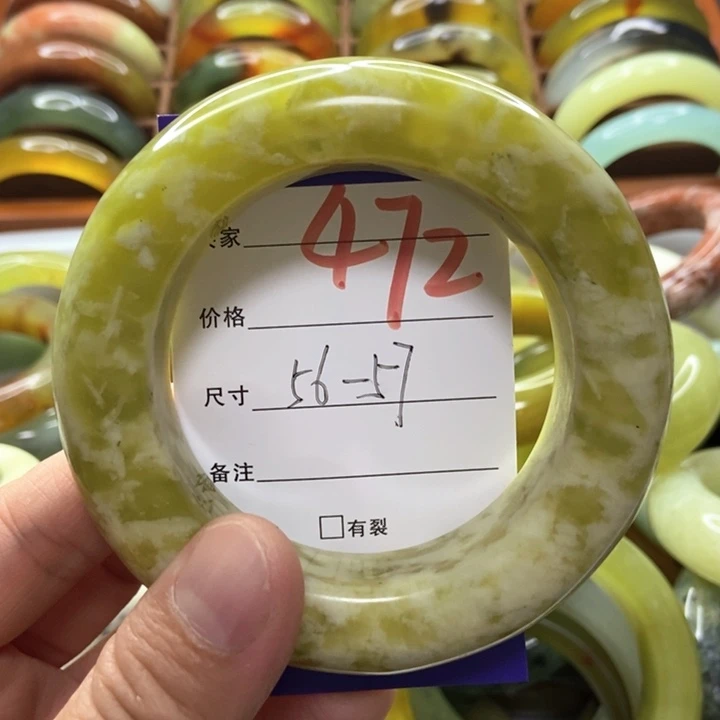 家 472
价格
尺寸 56-57
备注
有裂